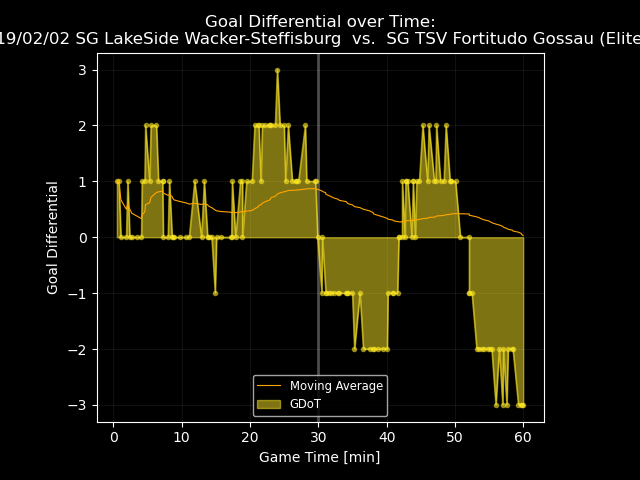 Goal Differential over Time:
19/02/02 SG LakeSide Wacker-Steffisburg vs. SG TSV Fortitudo Gossau (Elite
3
2
1
0
−1
−2
−3
Goal Differential
Moving Average
GDoT
0 10 20 30 40 50 60
Game Time [min]